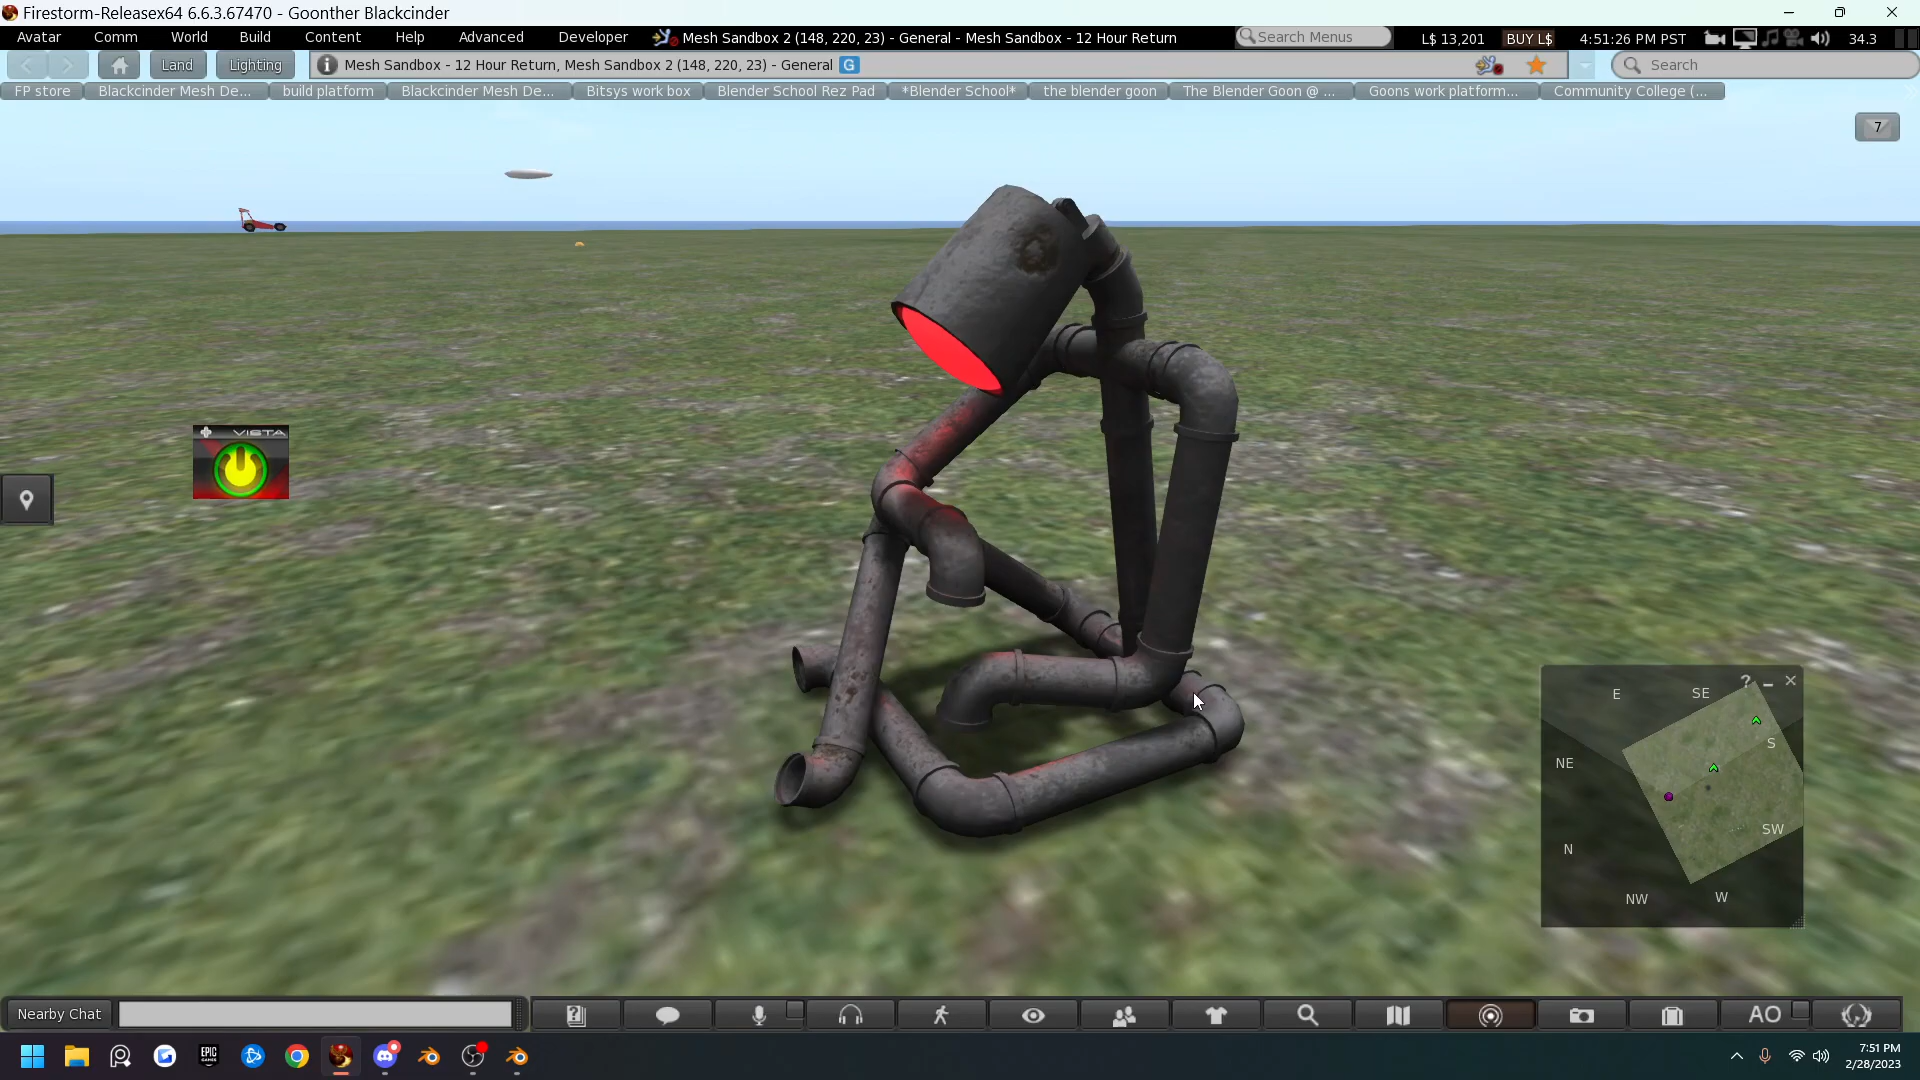 Firestorm-Releasex64 6.6.3.67470 - Goonther Blackcinder
Avatar Comm World Build Content Help Advanced Developer Mesh Sandbox 2 (148, 220, 23) - General - Mesh Sandbox - 12 Hour Return Search Menus L$ 13,201 BUY L$ 4:51:26 PM PST 34.3
Land Lighting Mesh Sandbox - 12 Hour Return, Mesh Sandbox 2 (148, 220, 23) - General G Search
FP store Blackcinder Mesh De... build platform Blackcinder Mesh De... Bitsys work box Blender School Rez Pad *Blender School* the blender goon The Blender Goon @ ... Goons work platform... Community College (...
7
VISTA
?
E SE
S
NE
SW
N
NW W
Nearby Chat AO
EPIC GAMES
7:51 PM
2/28/2023